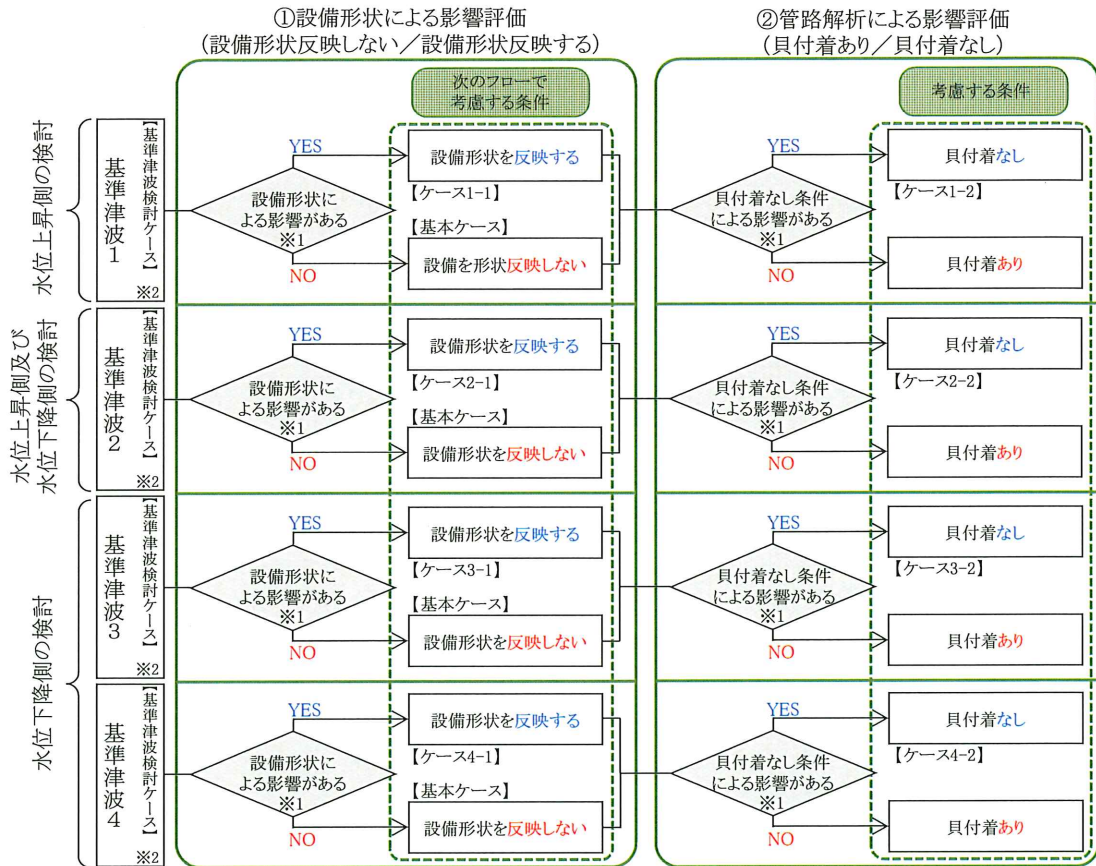 ①設備形状による影響評価
(設備形状反映しない／設備形状反映する)
②管路解析による影響評価
(貝付着あり／貝付着なし)
次のフローで
考慮する条件
考慮する条件
水位上昇側の検討
基準津波1
【基準津波検討ケース】
※2
設備形状に
よる影響がある
※1
YES
NO
設備形状を反映する
【ケース1-1】
【基本ケース】
設備を形状反映しない
貝付着なし条件
による影響がある
※1
YES
NO
貝付着なし
【ケース1-2】
貝付着あり
水位上昇側及び
水位下降側の検討
基準津波2
【基準津波検討ケース】
※2
設備形状に
よる影響がある
※1
YES
NO
設備形状を反映する
【ケース2-1】
【基本ケース】
設備形状を反映しない
貝付着なし条件
による影響がある
※1
YES
NO
貝付着なし
【ケース2-2】
貝付着あり
水位下降側の検討
基準津波3
【基準津波検討ケース】
※2
設備形状に
よる影響がある
※1
YES
NO
設備形状を反映する
【ケース3-1】
【基本ケース】
設備形状を反映しない
貝付着なし条件
による影響がある
※1
YES
NO
貝付着なし
【ケース3-2】
貝付着あり
基準津波4
【基準津波検討ケース】
※2
設備形状に
よる影響がある
※1
YES
NO
設備形状を反映する
【ケース4-1】
【基本ケース】
設備形状を反映しない
貝付着なし条件
による影響がある
※1
YES
NO
貝付着なし
【ケース4-2】
貝付着あり